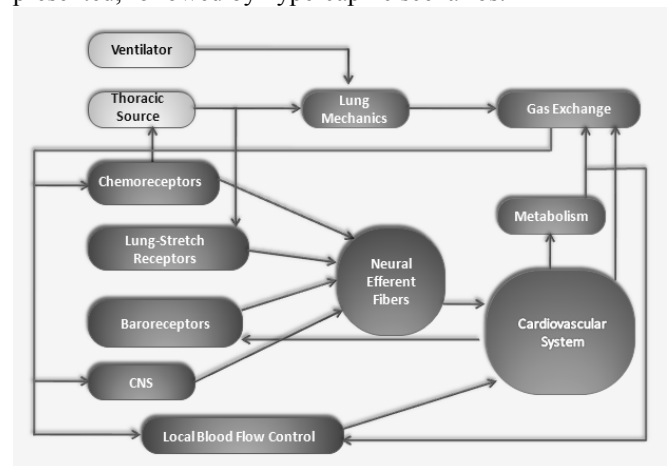 Ventilator
Thoracic
Source
Lung
Mechanics
Gas Exchange
Chemoreceptors
Metabolism
Lung-Stretch
Receptors
Neural
Efferent
Fibers
Baroreceptors
Cardiovascular
System
CNS
Local Blood Flow Control